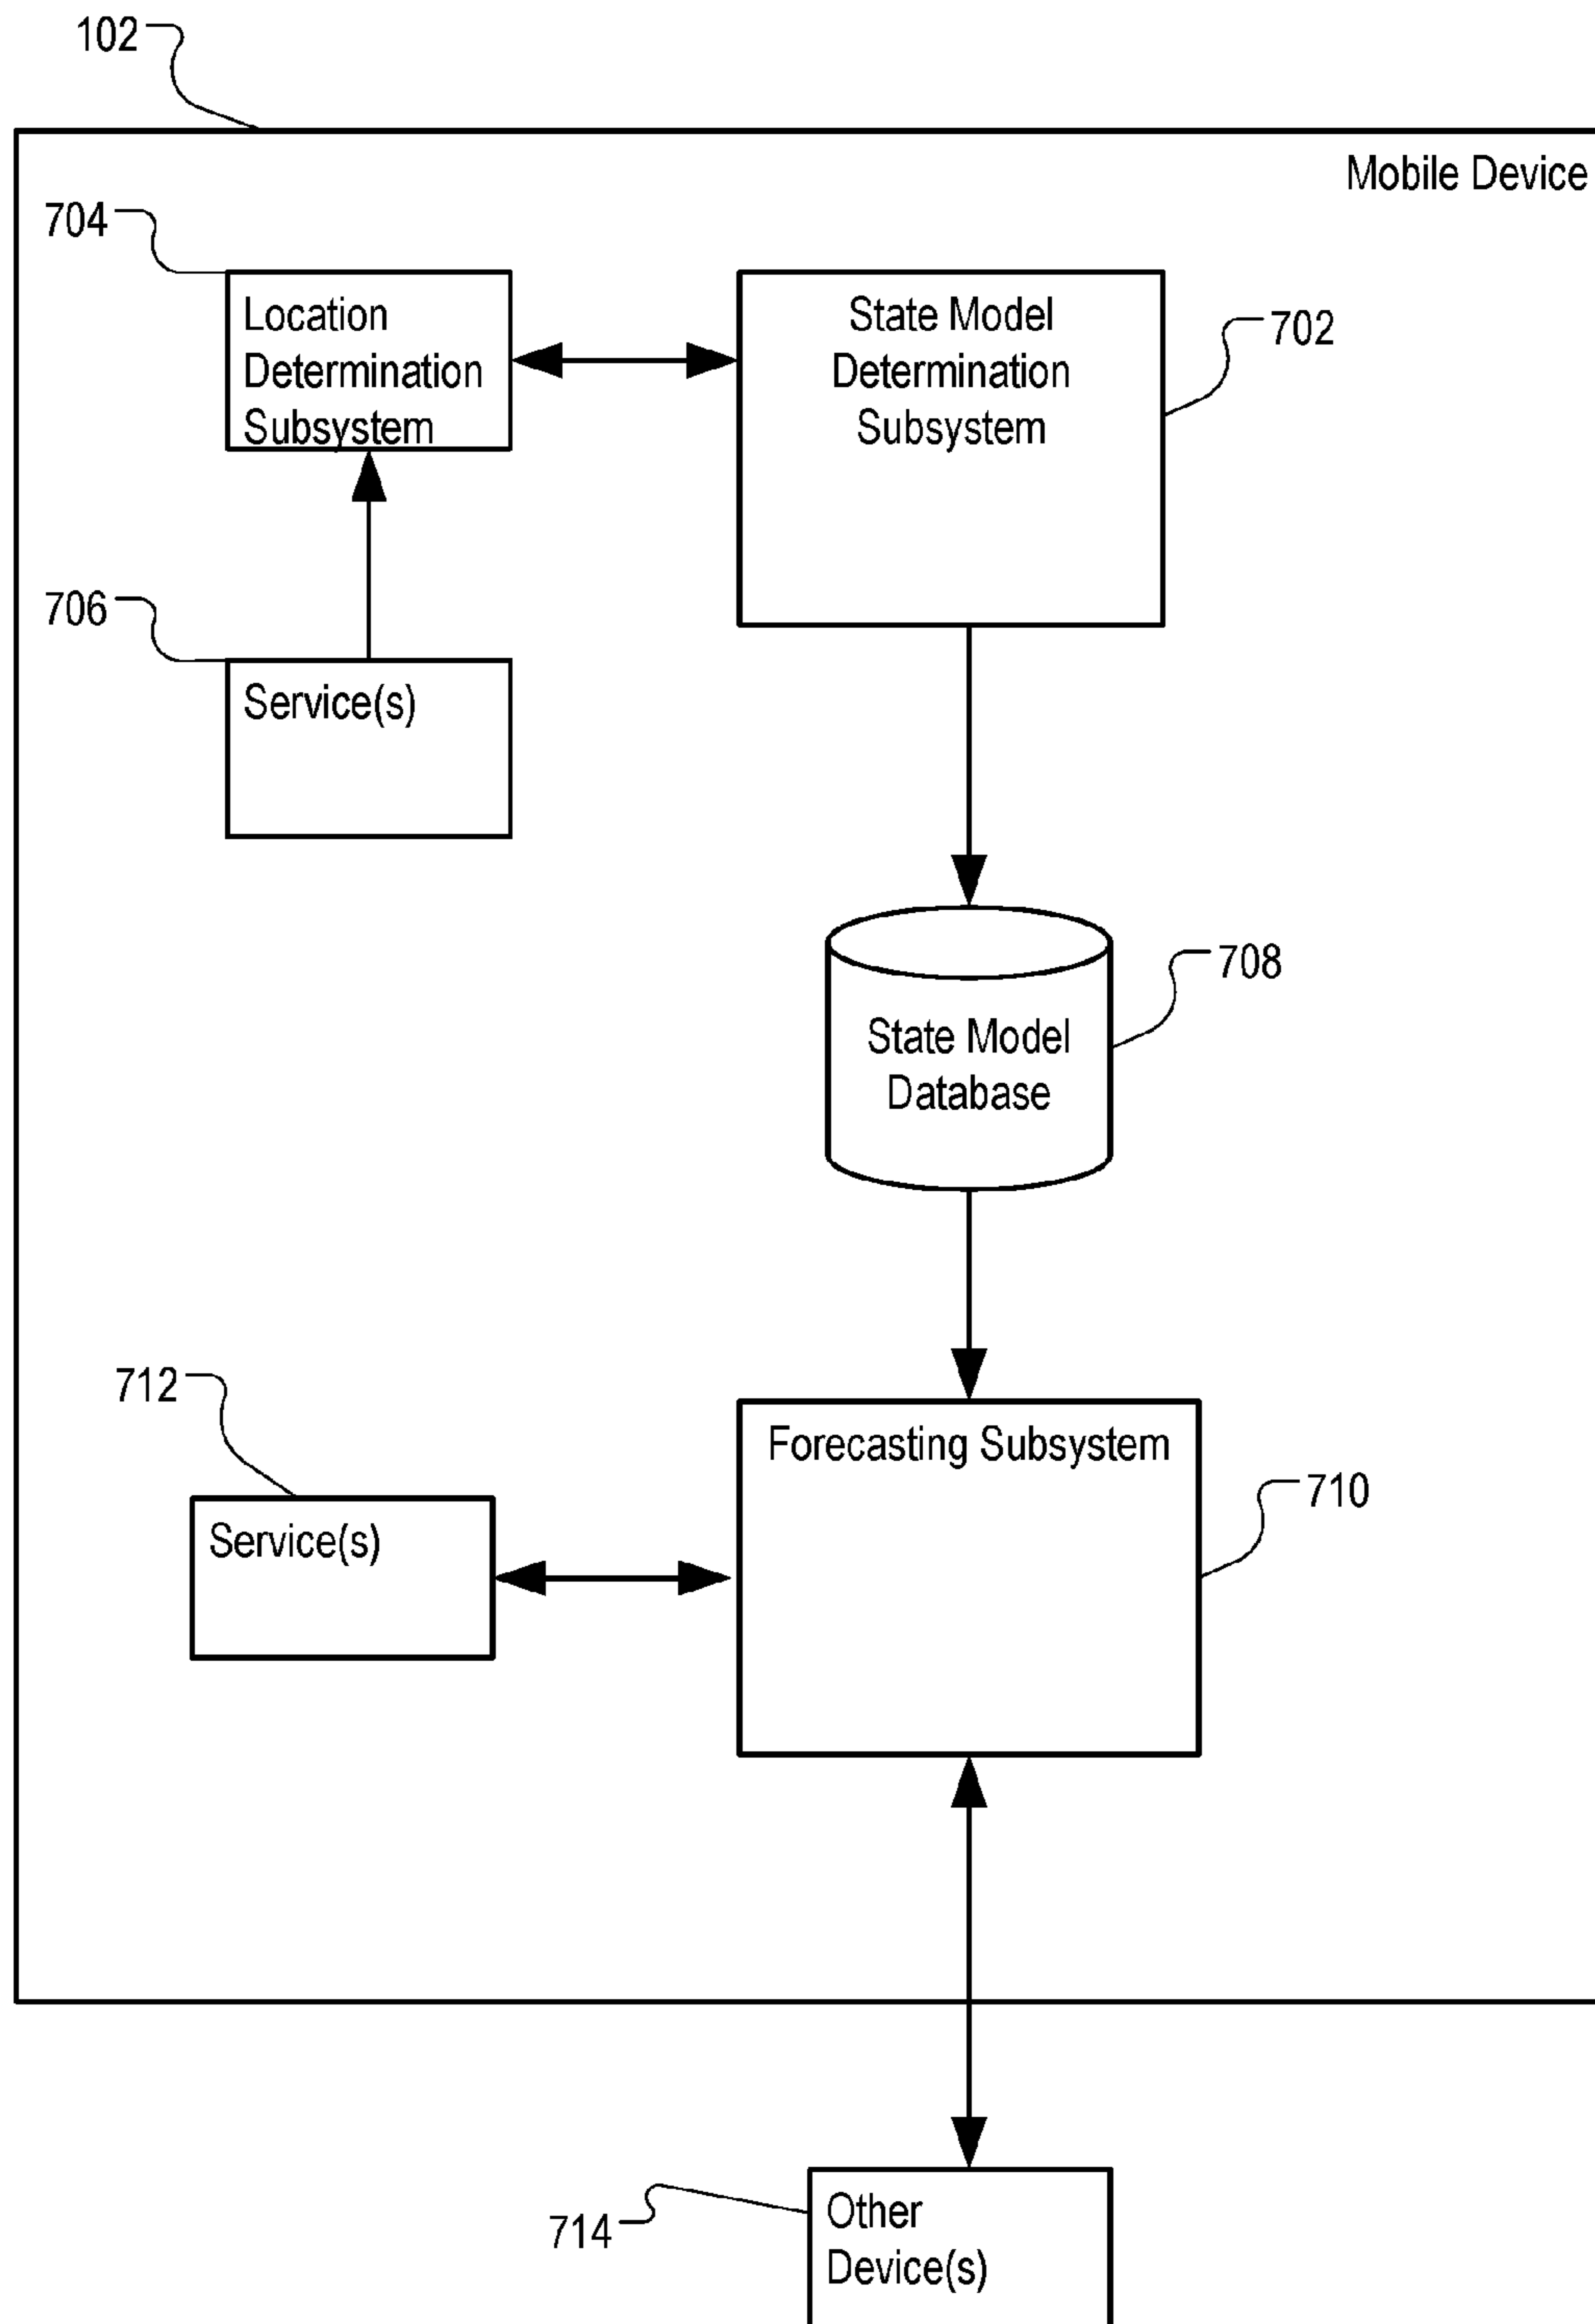 102
Mobile Device
704
Location
Determination
Subsystem
State Model
Determination
Subsystem
702
706
Service(s)
708
State Model
Database
712
Forecasting Subsystem
710
Service(s)
714
Other
Device(s)